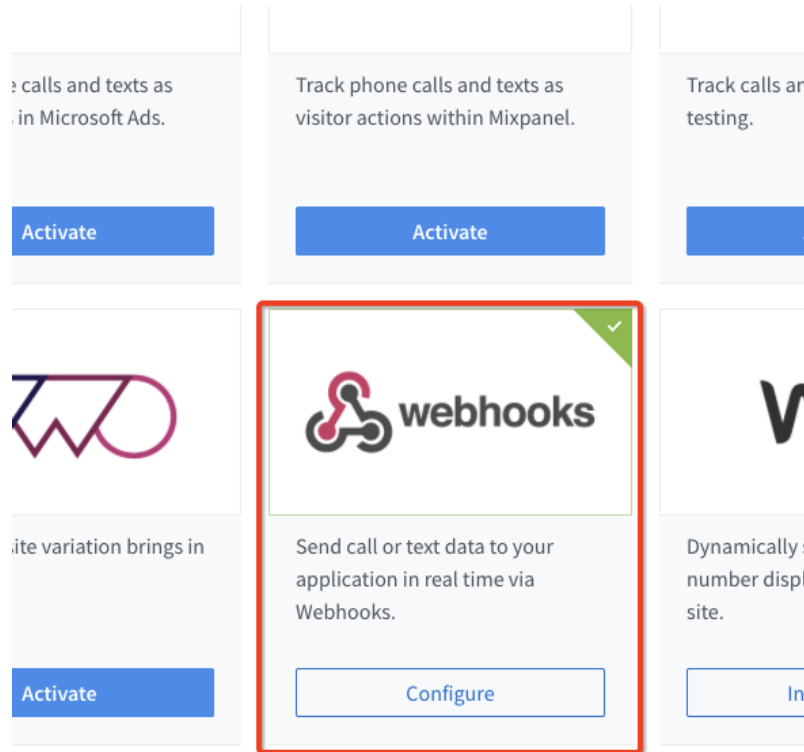 calls and texts as
in Microsoft Ads.
Activate
Track phone calls and texts as
visitor actions within Mixpanel.
Activate
Track calls
testing.
site variation brings in
Activate
webhooks
Send call or text data to your
application in real time via
Webhooks.
Configure
Dynamically
number
site.